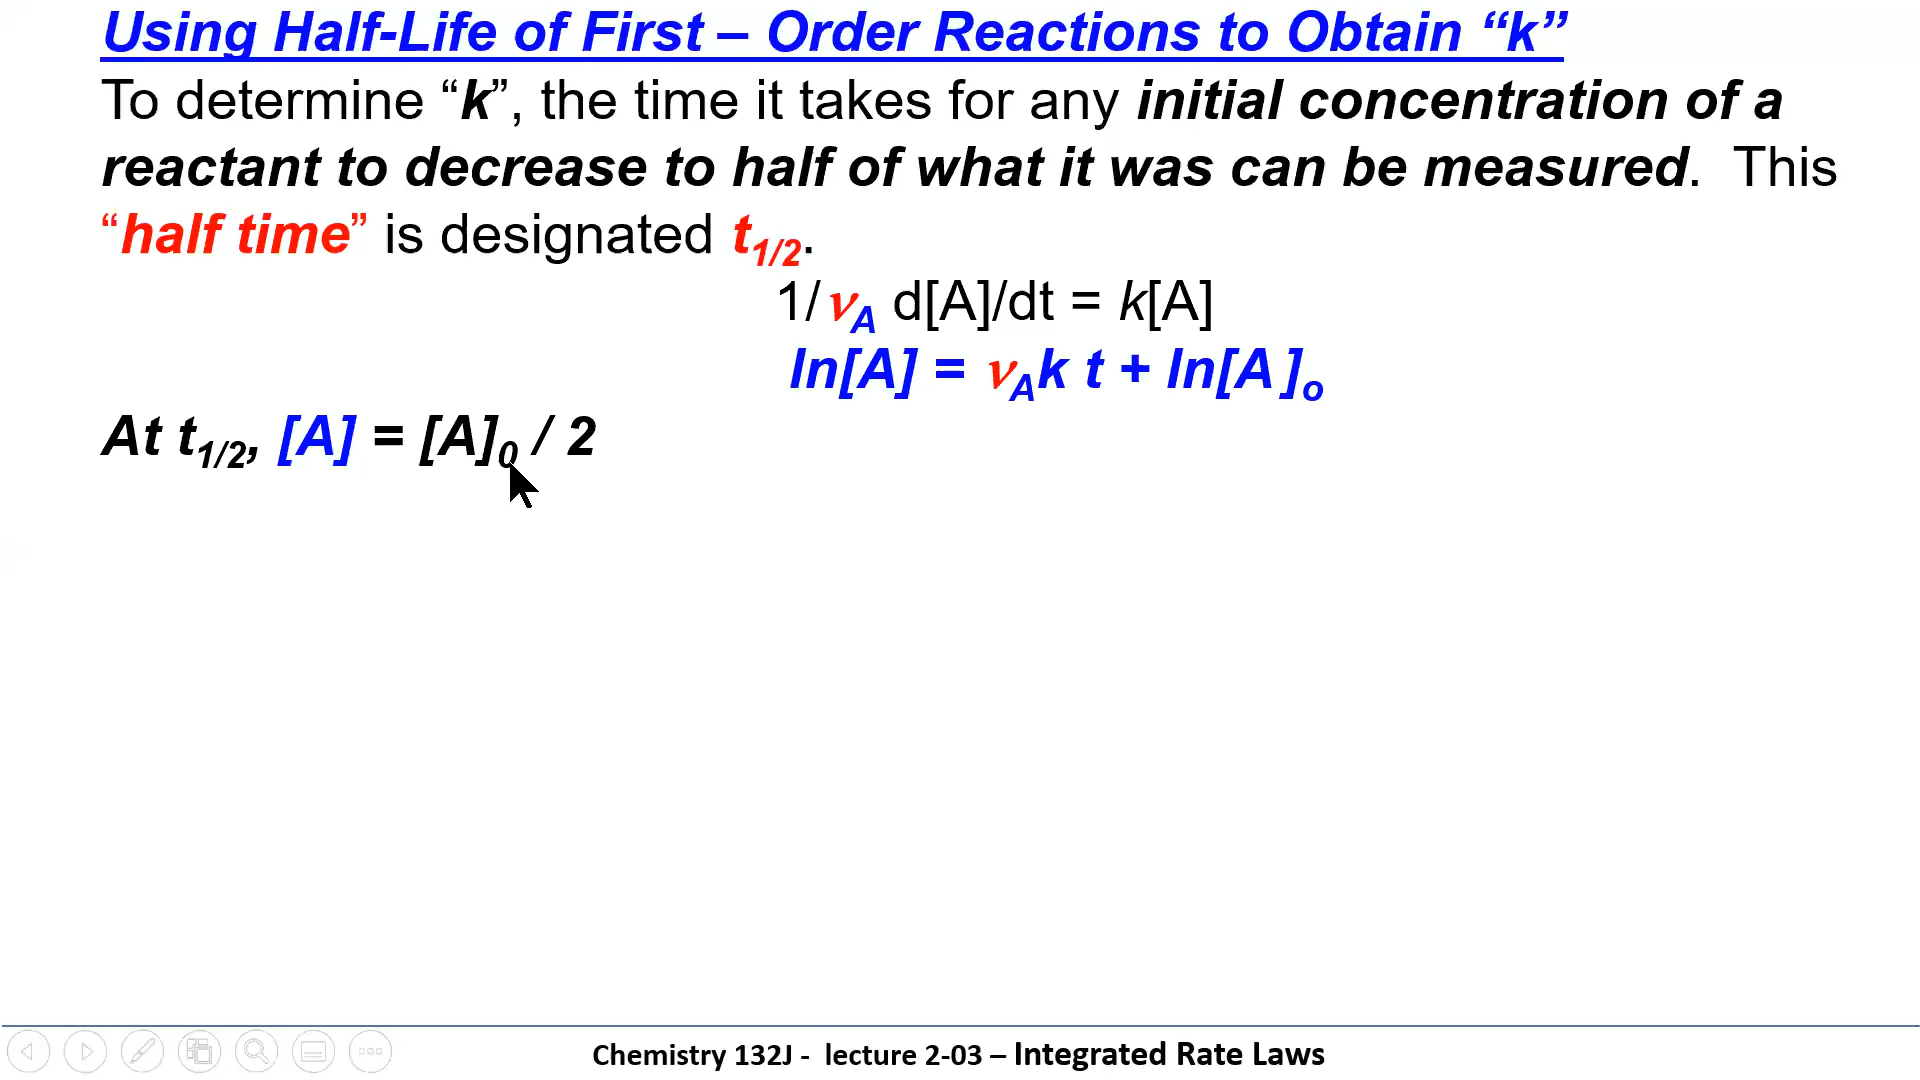 Using Half-Life of First – Order Reactions to Obtain “k”
To determine “k”, the time it takes for any initial concentration of a
reactant to decrease to half of what it was can be measured. This
“half time” is designated t1/2.
1/νA d[A]/dt = k[A]
ln[A] = νAk t + ln[A]o
At t1/2, [A] = [A]0 / 2
Chemistry 132J - lecture 2-03 – Integrated Rate Laws